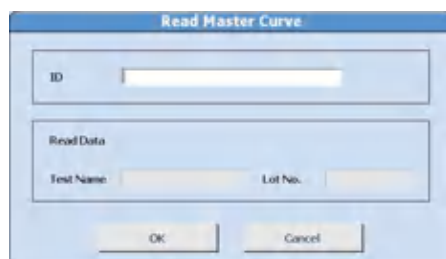 Read Master Curve
ID
Read Data
Test Name Lot No.
OK Cancel